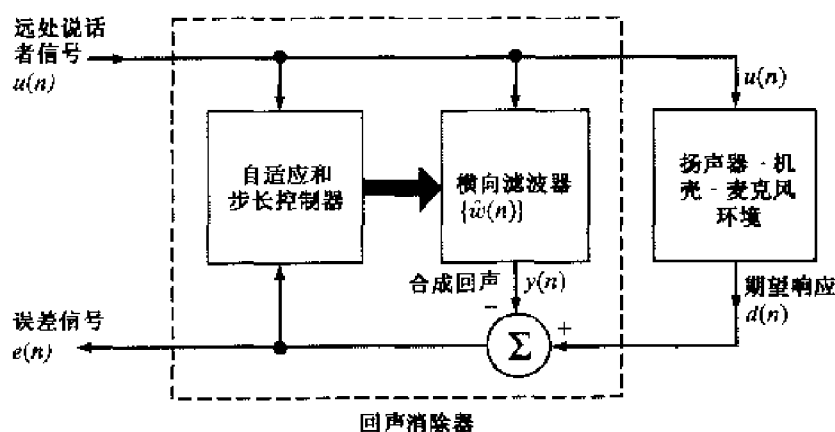 远处说话
者信号
u(n)
u(n)
自适应和
步长控制器
横向滤波器
{ŵ(n)}
扬声器·机
壳-麦克风
环境
合成回声
y(n)
−
+
Σ
期望响应
d(n)
误差信号
e(n)
回声消除器